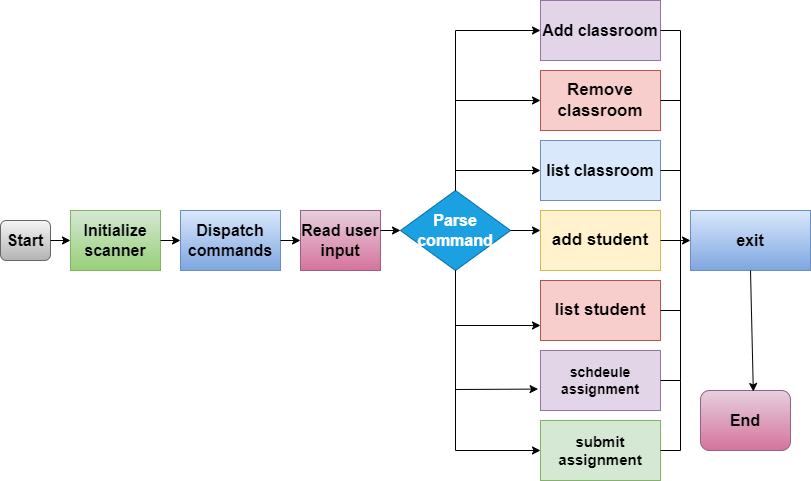 Start
Initialize
scanner
Dispatch
commands
Read user
input
Parse
command
Add classroom
Remove
classroom
list classroom
add student
list student
schdeule
assignment
submit
assignment
exit
End